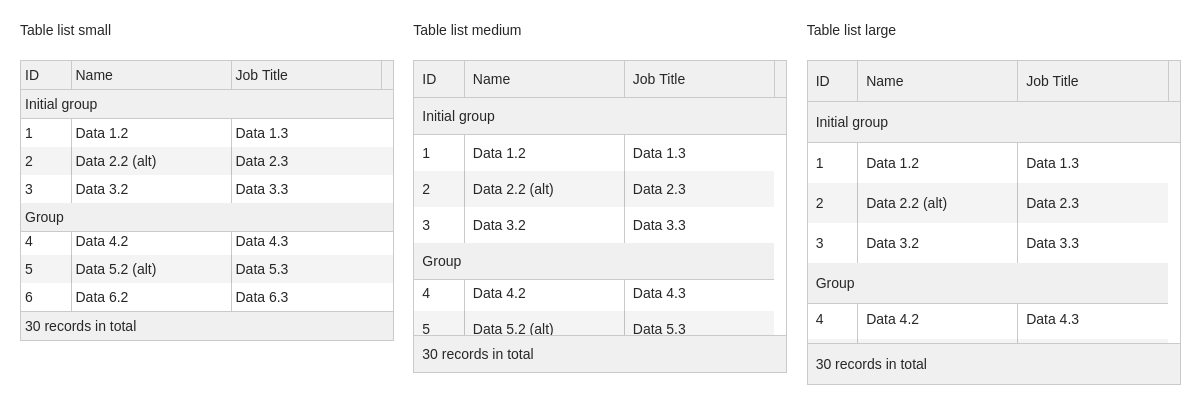 Table list small
ID Name Job Title
Initial group
1 Data 1.2 Data 1.3
2 Data 2.2 (alt) Data 2.3
3 Data 3.2 Data 3.3
Group
4 Data 4.2 Data 4.3
5 Data 5.2 (alt) Data 5.3
6 Data 6.2 Data 6.3
30 records in total
Table list medium
ID Name Job Title
Initial group
1 Data 1.2 Data 1.3
2 Data 2.2 (alt) Data 2.3
3 Data 3.2 Data 3.3
Group
4 Data 4.2 Data 4.3
5 Data 5.2 (alt) Data 5.3
30 records in total
Table list large
ID Name Job Title
Initial group
1 Data 1.2 Data 1.3
2 Data 2.2 (alt) Data 2.3
3 Data 3.2 Data 3.3
Group
4 Data 4.2 Data 4.3
30 records in total